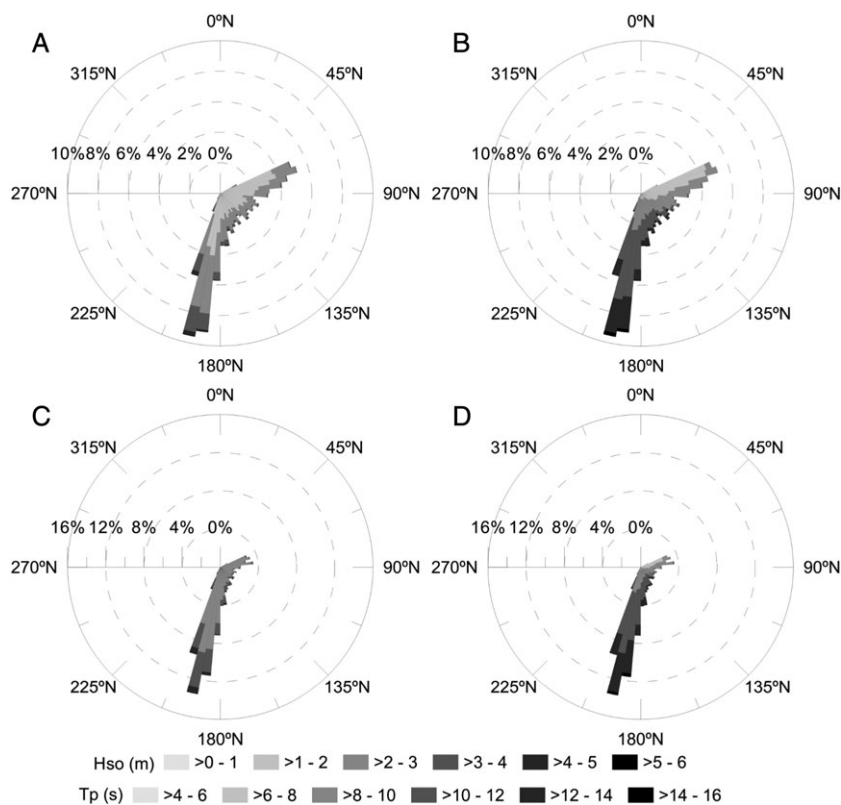 A
B
0ºN
0ºN
315ºN
45ºN
315ºN
45ºN
10% 8% 6% 4% 2% 0%
10% 8% 6% 4% 2% 0%
270ºN
90ºN
270ºN
90ºN
225ºN
135ºN
225ºN
135ºN
180ºN
180ºN
C
D
0ºN
0ºN
315ºN
45ºN
315ºN
45ºN
16% 12% 8% 4% 0%
16% 12% 8% 4% 0%
270ºN
90ºN
270ºN
90ºN
225ºN
135ºN
225ºN
135ºN
180ºN
180ºN
Hso (m) >0 - 1 >1 - 2 >2 - 3 >3 - 4 >4 - 5 >5 - 6
Tp (s) >4 - 6 >6 - 8 >8 - 10 >10 - 12 >12 - 14 >14 - 16